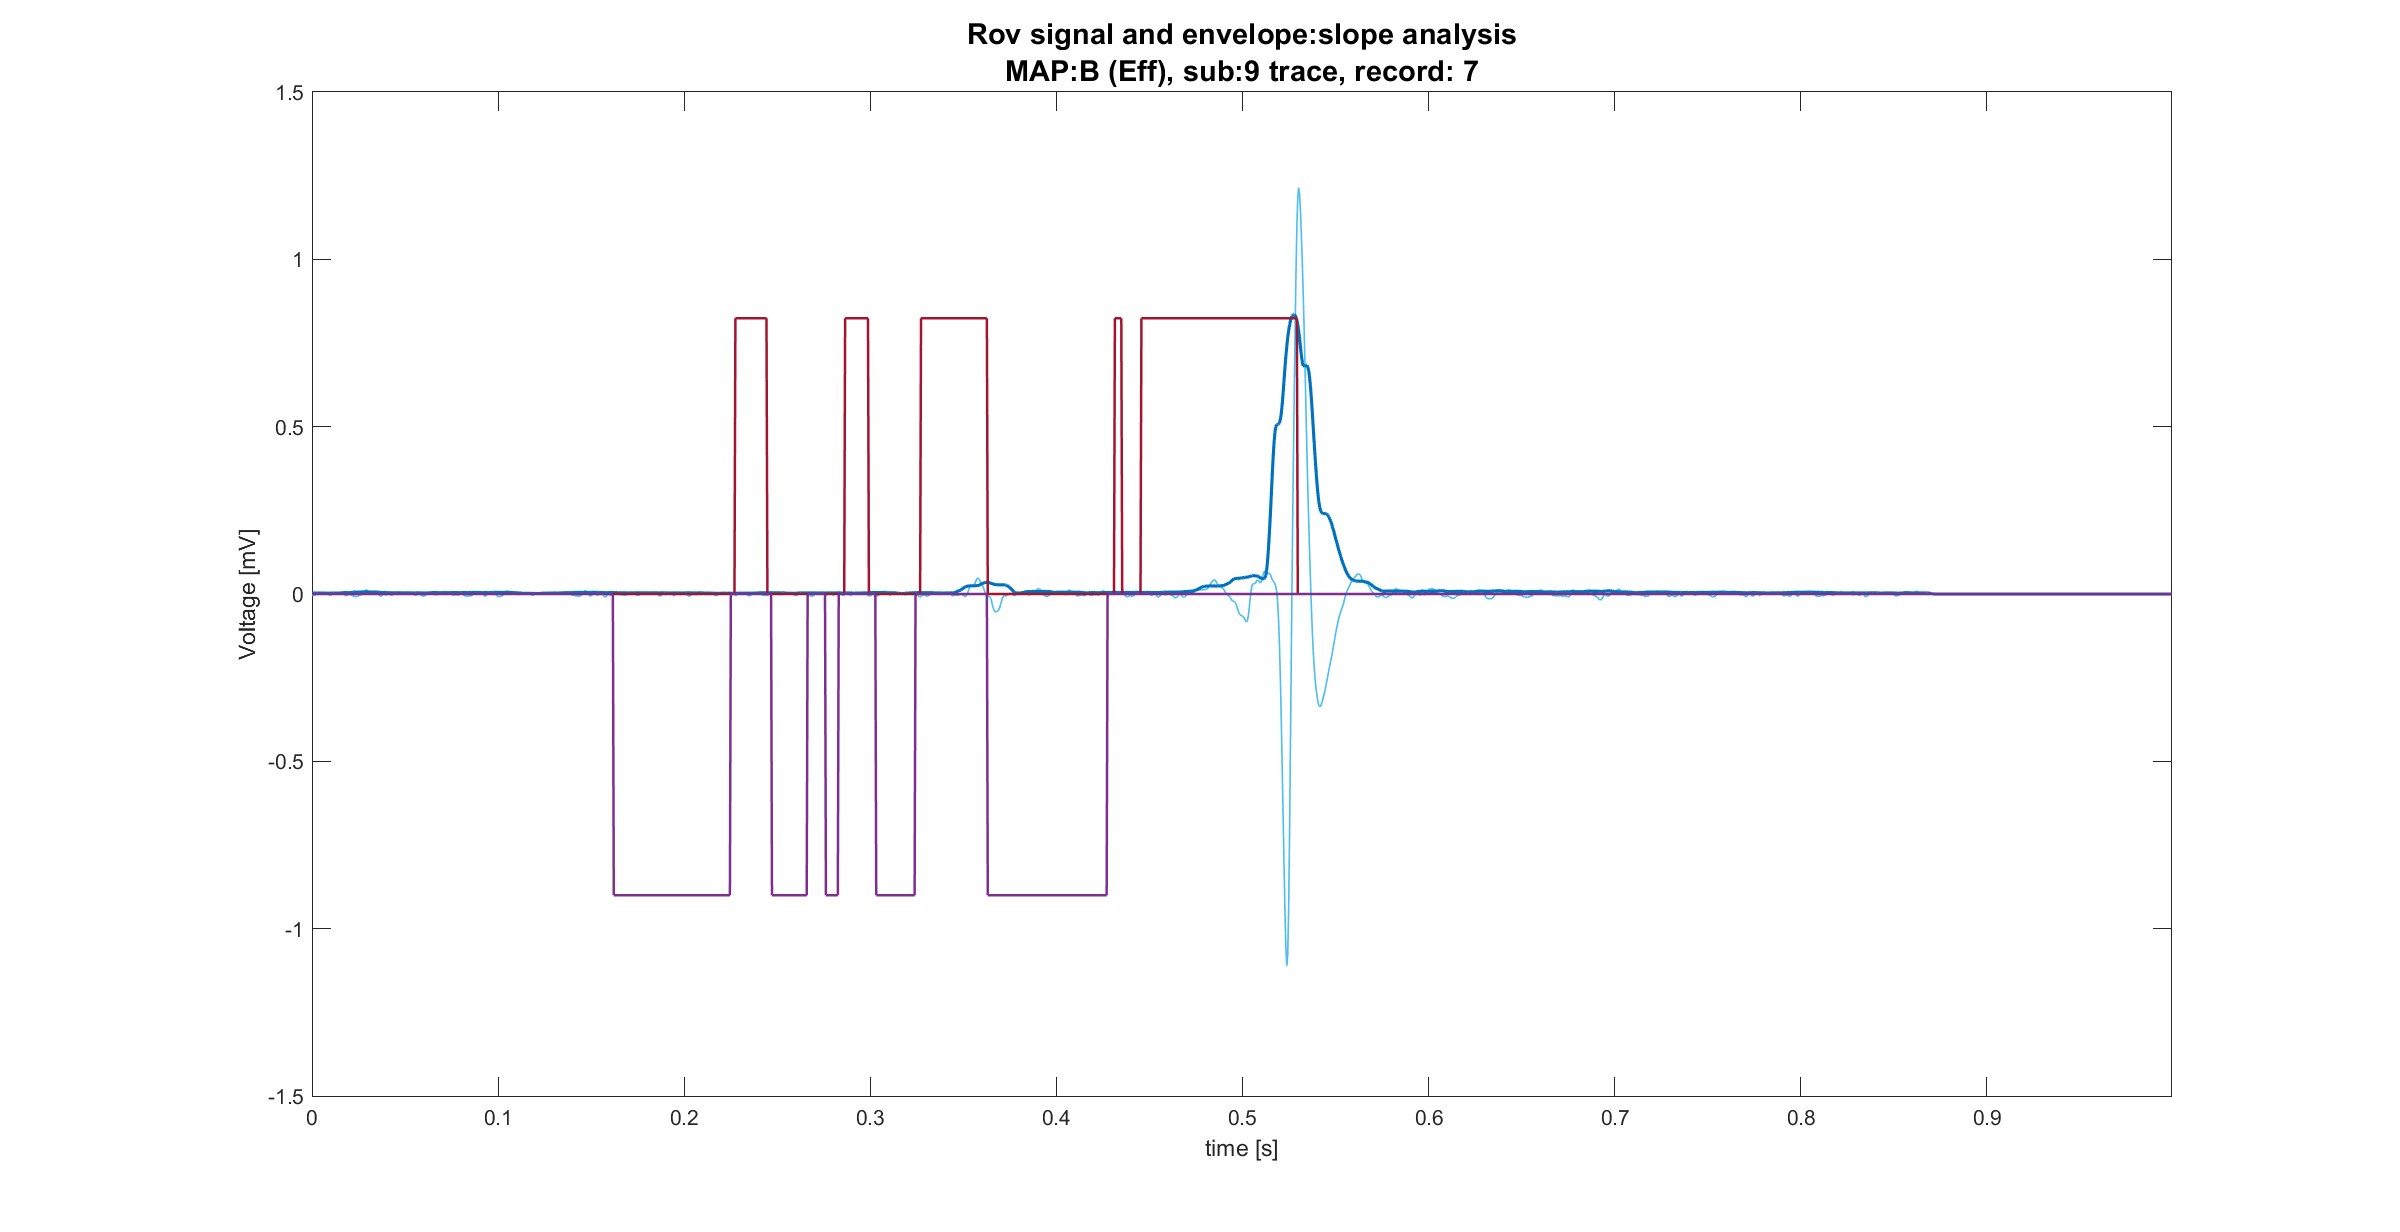 Rov signal and envelope:slope analysis
MAP:B (Eff), sub:9 trace, record: 7
1.5
1
0.5
0
-0.5
-1
-1.5
Voltage [mV]
0 0.1 0.2 0.3 0.4 0.5 0.6 0.7 0.8 0.9
time [s]